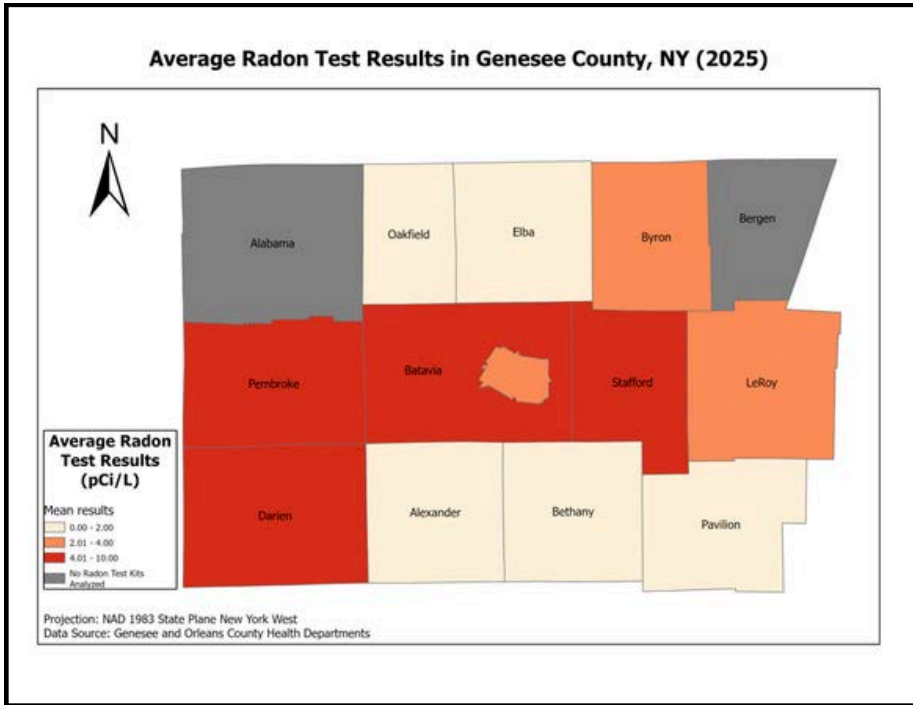 Average Radon Test Results in Genesee County, NY (2025)
N
Alabama
Oakfield
Elba
Byron
Bergen
Pembroke
Batavia
Stafford
LeRoy
Darien
Alexander
Bethany
Pavilion
Average Radon
Test Results
(pCi/L)
Mean results
0.00 - 2.00
2.01 - 4.00
4.01 - 10.00
No Radon Test Kits
Analyzed
Projection: NAD 1983 State Plane New York West
Data Source: Genesee and Orleans County Health Departments